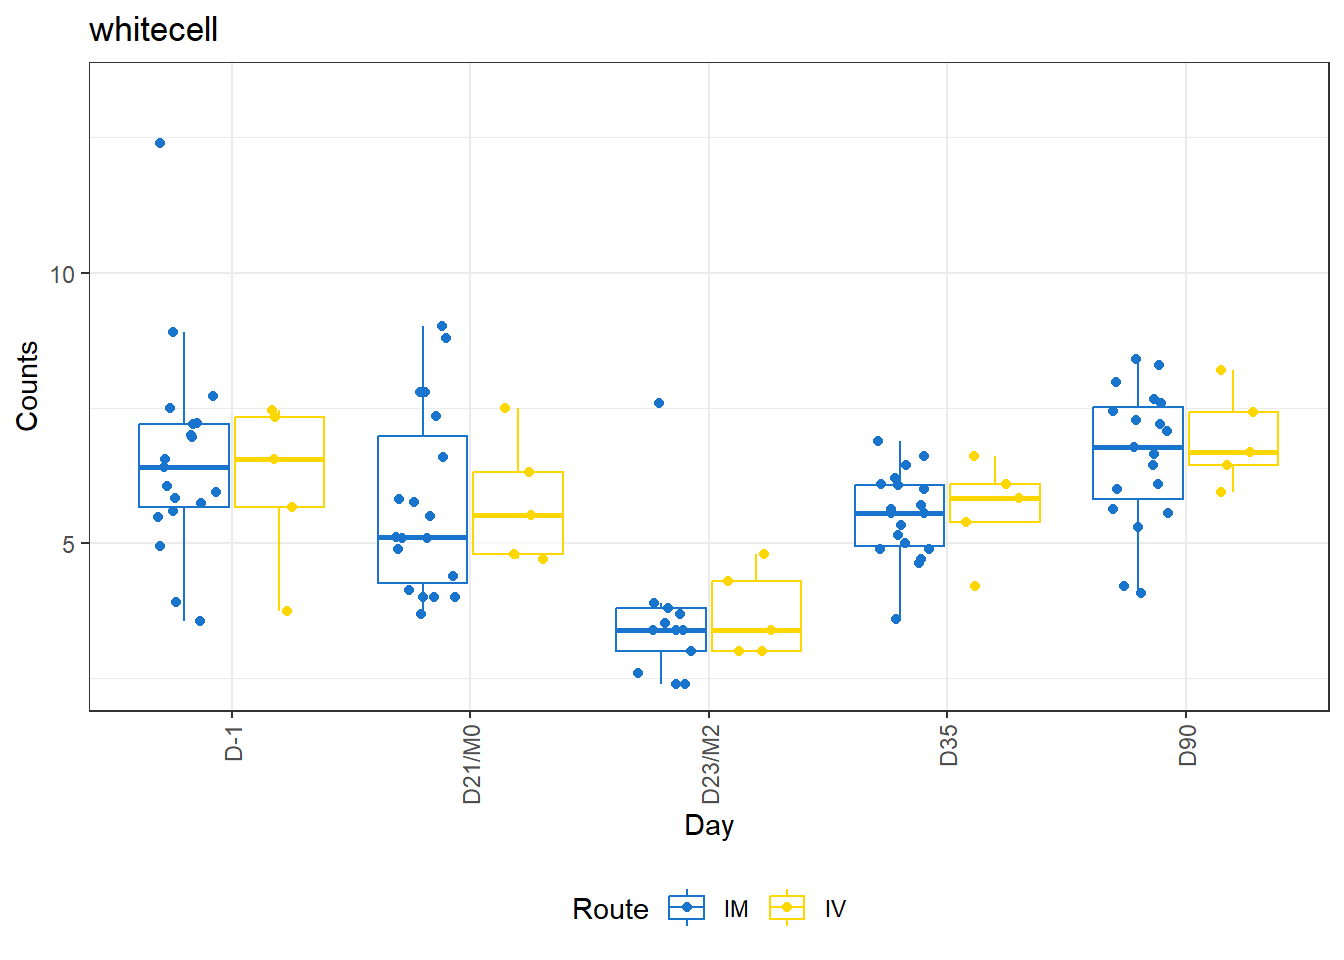 whitecell
Counts
10
5
D-1
D21/M0
D23/M2
D35
D90
Day
Route IM IV